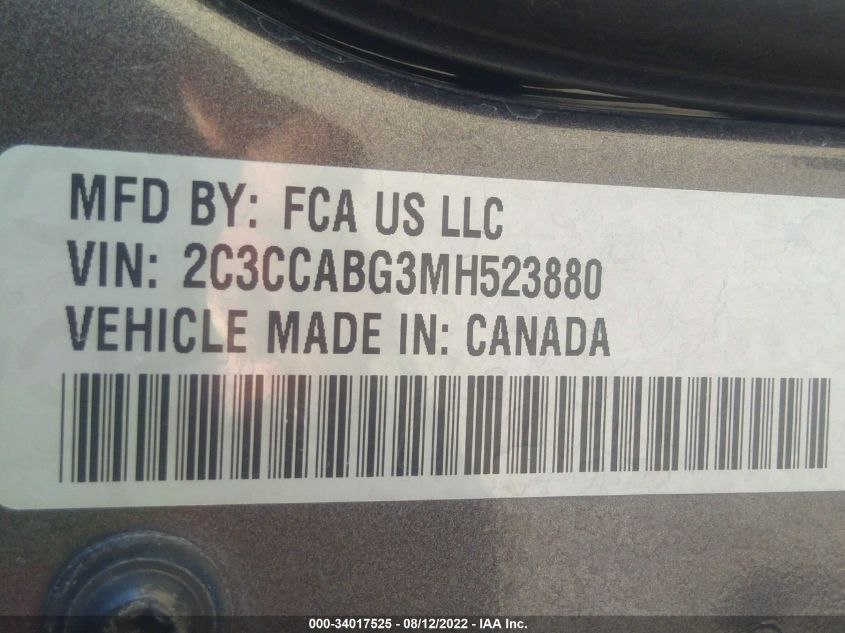 MFD BY: FCA US LLC
VIN: 2C3CCABG3MH523880
VEHICLE MADE IN: CANADA
000-34017525 - 08/12/2022 - IAA Inc.